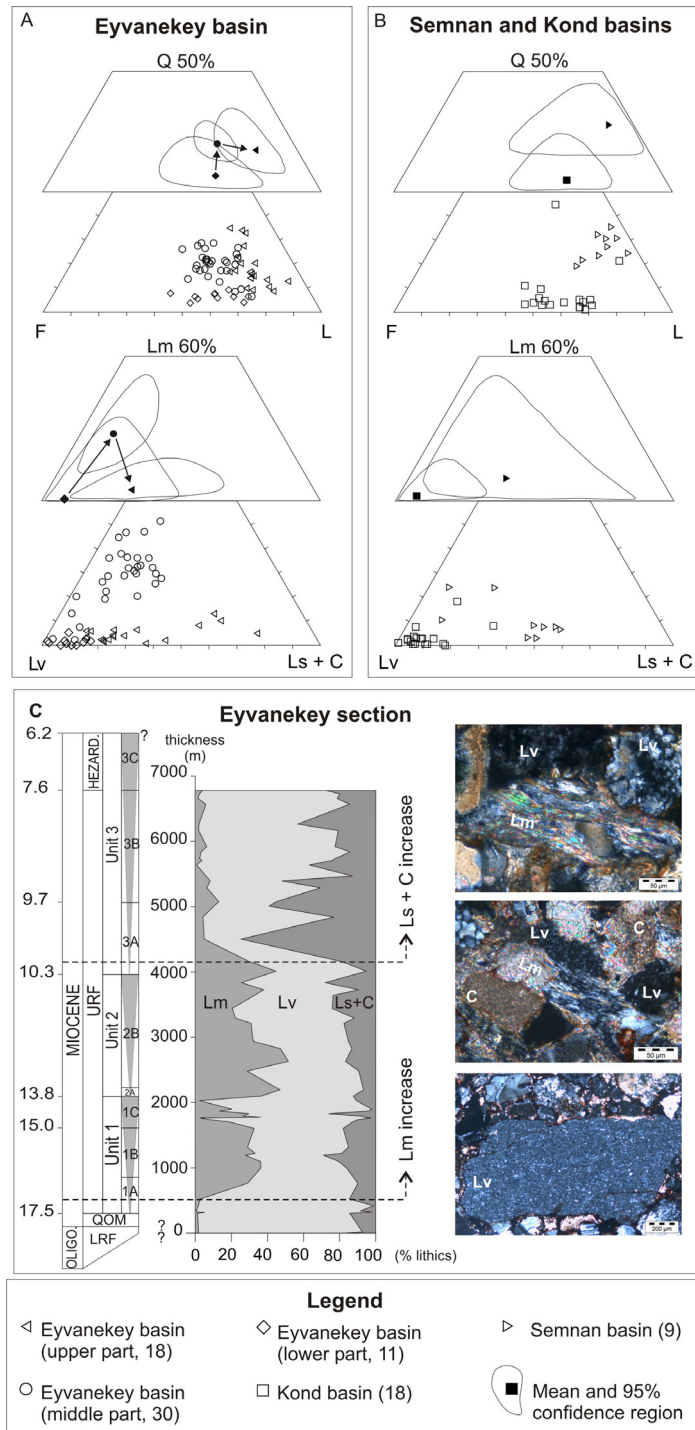 A
Eyvanekey basin
Q 50%
F
L
Lm 60%
Lv
Ls + C
B
Semnan and Kond basins
Q 50%
F
L
Lm 60%
Lv
Ls + C
C
Eyvanekey section
6.2
7.6
9.7
10.3
13.8
15.0
17.5
OLIGO.
MIOCENE
HEZARD.
URF
QOM
LRF
Unit 3
Unit 2
Unit 1
3C
3B
3A
2B
2A
1C
1B
1A
?
?
?
thickness
(m)
7000
6000
5000
4000
3000
2000
1000
0
Lm
Lv
Ls+C
0
20
40
60
80
100
(% lithics)
Ls + C increase
Lm increase
Lv
Lv
Lm
50 µm
Lv
C
Lm
C
Lv
50 µm
Lv
200 µm
Legend
Eyvanekey basin
(upper part, 18)
Eyvanekey basin
(lower part, 11)
Semnan basin (9)
Eyvanekey basin
(middle part, 30)
Kond basin (18)
Mean and 95%
confidence region